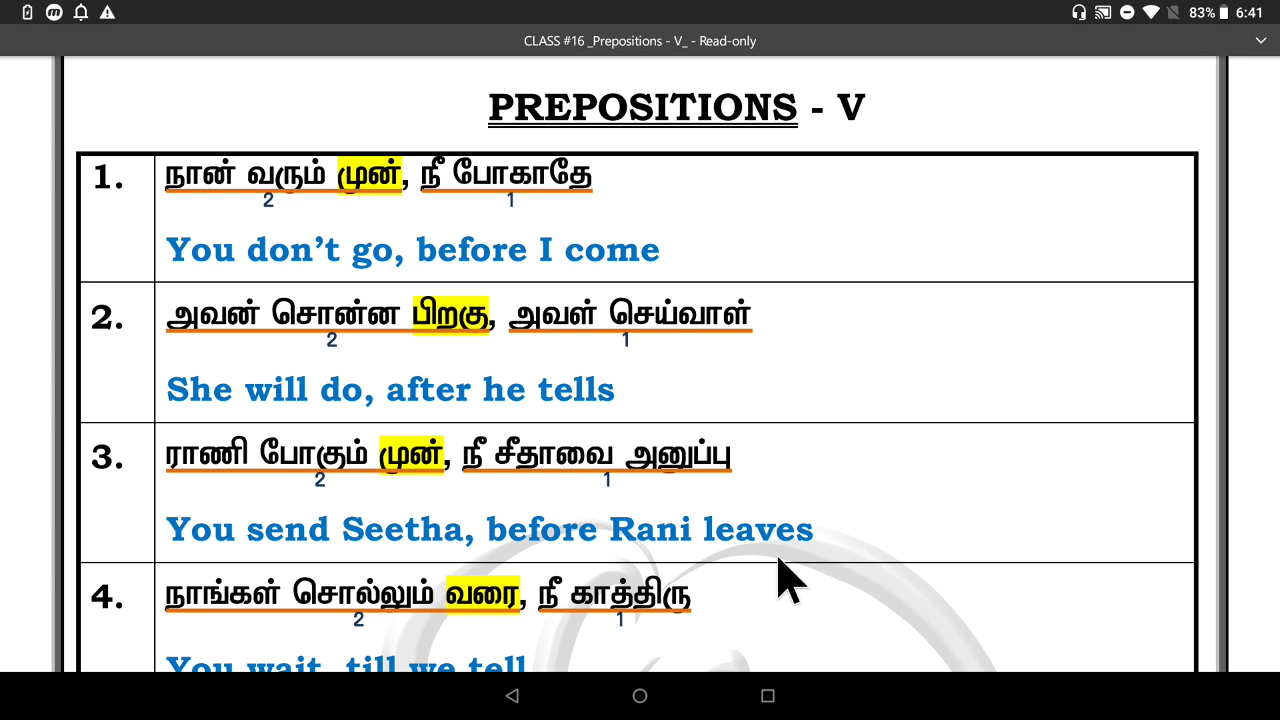 83% 6:41
CLASS #16 _Prepositions - V_ - Read-only
PREPOSITIONS - V
1. நான் வரும் முன், நீ போகாதே
2 1
You don't go, before I come
2. அவன் சொன்ன பிறகு, அவள் செய்வாள்
2 1
She will do, after he tells
3. ராணி போகும் முன், நீ சீதாவை அனுப்பு
2 1
You send Seetha, before Rani leaves
4. நாங்கள் சொல்லும் வரை, நீ காத்திரு
2 1
You wait, till we tell